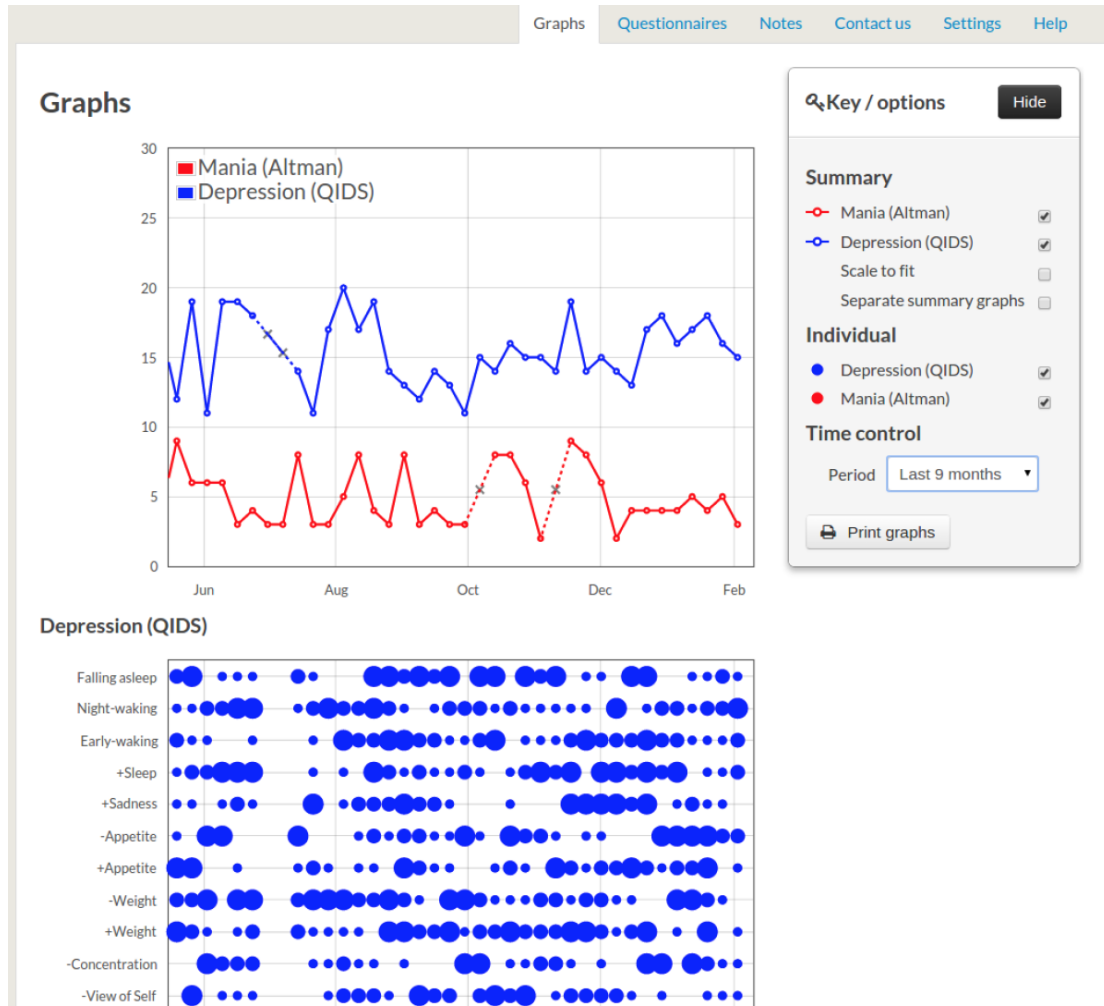 Graphs Questionnaires Notes Contact us Settings Help
Graphs
30
25
20
15
10
5
0
Mania (Altman)
Depression (QIDS)
Jun Aug Oct Dec Feb
Key / options Hide
Summary
Mania (Altman)
Depression (QIDS)
Scale to fit
Separate summary graphs
Individual
Depression (QIDS)
Mania (Altman)
Time control
Period Last 9 months
Print graphs
Depression (QIDS)
Falling asleep
Night-waking
Early-waking
+Sleep
+Sadness
-Appetite
+Appetite
-Weight
+Weight
-Concentration
-View of Self